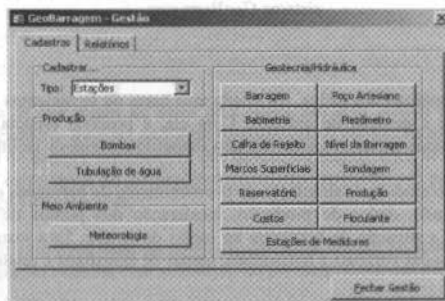 GeoBarragem - Gestão
Cadastros Relatórios
Cadastrar ...
Tipo: Estações
Produção
Bombas
Tubulação de água
Meio Ambiente
Meteorologia
Geotecnia/Hidráulica
Barragem Poço Artesiano
Batimetria Piezômetro
Calha de Rejeito Nível da Barragem
Marcos Superficiais Sondagem
Reservatório Produção
Custos Floculante
Estações de Medidores
Fechar Gestão